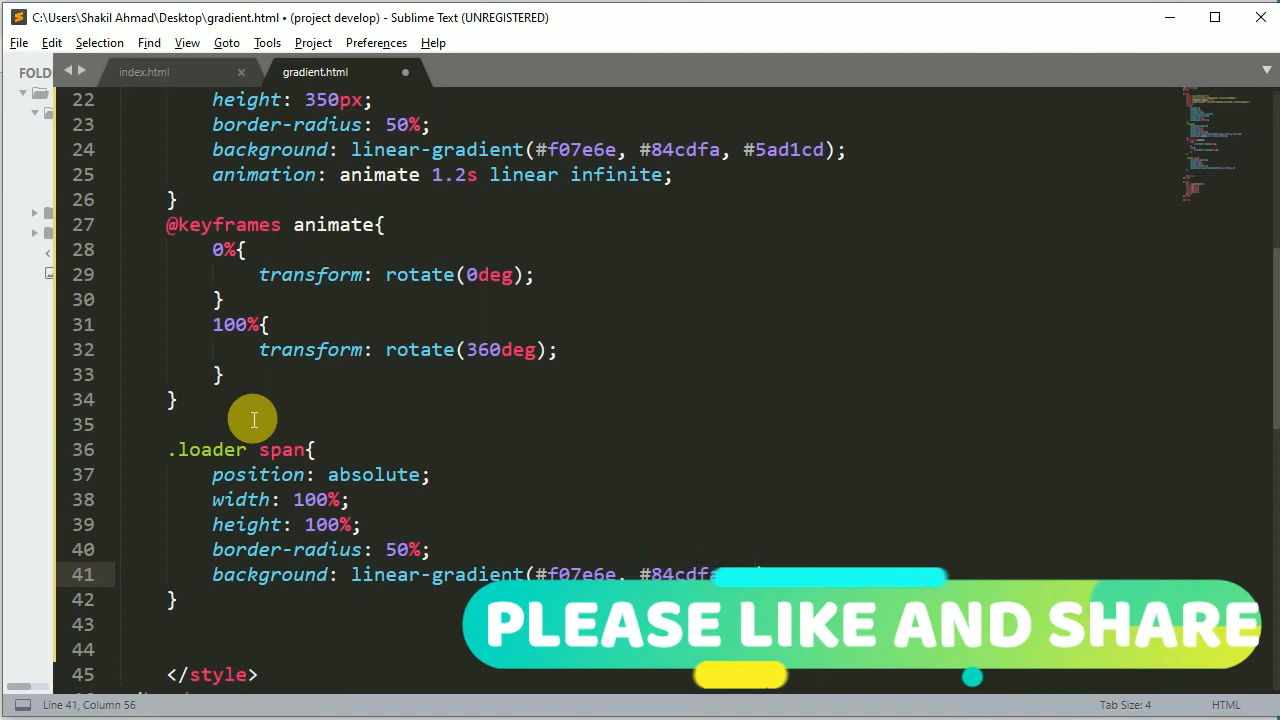 C:\Users\Shakil Ahmad\Desktop\gradient.html • (project develop) - Sublime Text (UNREGISTERED)
File Edit Selection View Goto Tools Project Preferences Help
FOLD
index.html gradient.html
22 height: 350px;
23 border-radius: 50%;
24 background: linear-gradient(#f07e6e, #84cdfa, #5ad1cd);
25 animation: animate 1.2s linear infinite;
26 }
27 @keyframes animate{
28 0%{
29 transform: rotate(0deg);
30 }
31 100%{
32 transform: rotate(360deg);
33 }
34 }
35
36 .loader span{
37 position: absolute;
38 width: 100%;
39 height: 100%;
40 border-radius: 50%;
41 background: linear-gradient(#f07e6e, #84cdfa
42 }
43
44
45 </style>
PLEASE LIKE AND SHARE
Line 41, Column 56 Tab Size: 4 HTML